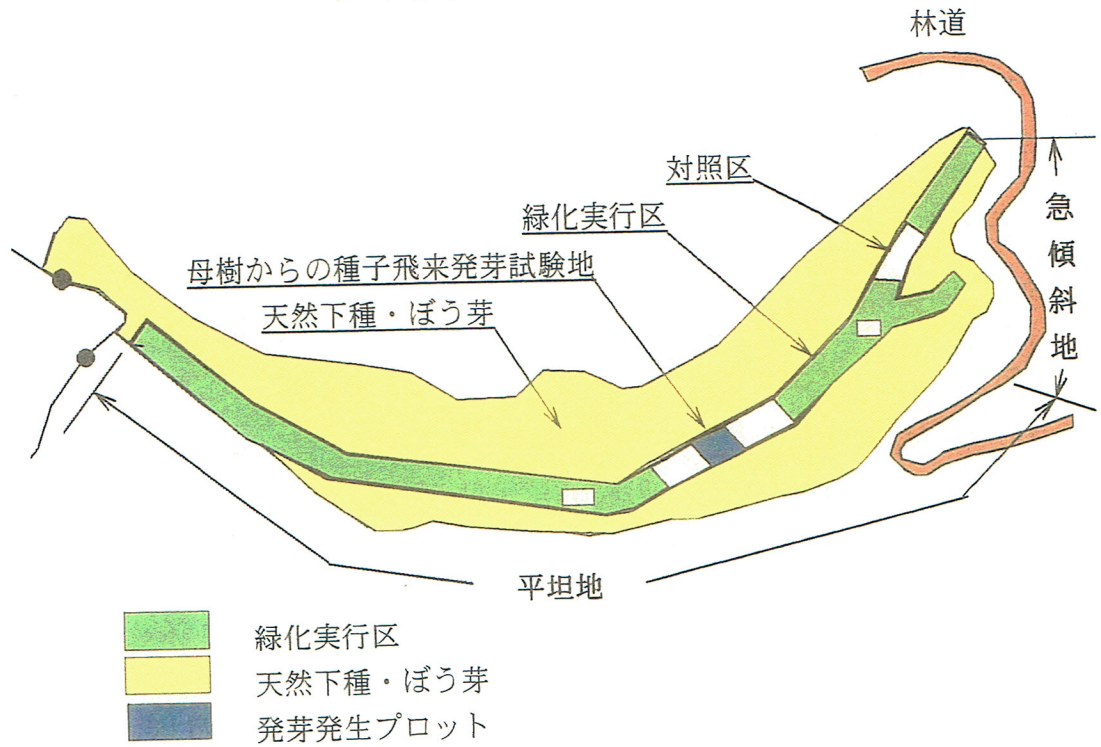 林道
対照区
緑化実行区
母樹からの種子飛来発芽試験地
天然下種・ぼう芽
急傾斜地
平坦地
緑化実行区
天然下種・ぼう芽
発芽発生プロット